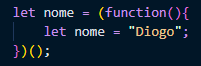 let nome = (function(){
    let nome = "Diogo";
})();